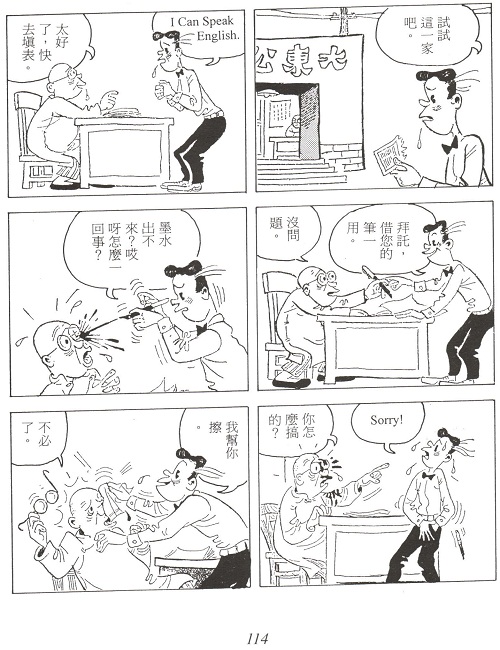 東公
試試
這一家
吧。
I Can Speak
English.
太好
了，快
去填表。
拜託，
借您的
筆一
用。
沒問
題。
墨水
出不
來？哎
呀怎麼
回事？
Sorry!
你怎
麼搞
的？
我幫你
擦。
不必
了。
114